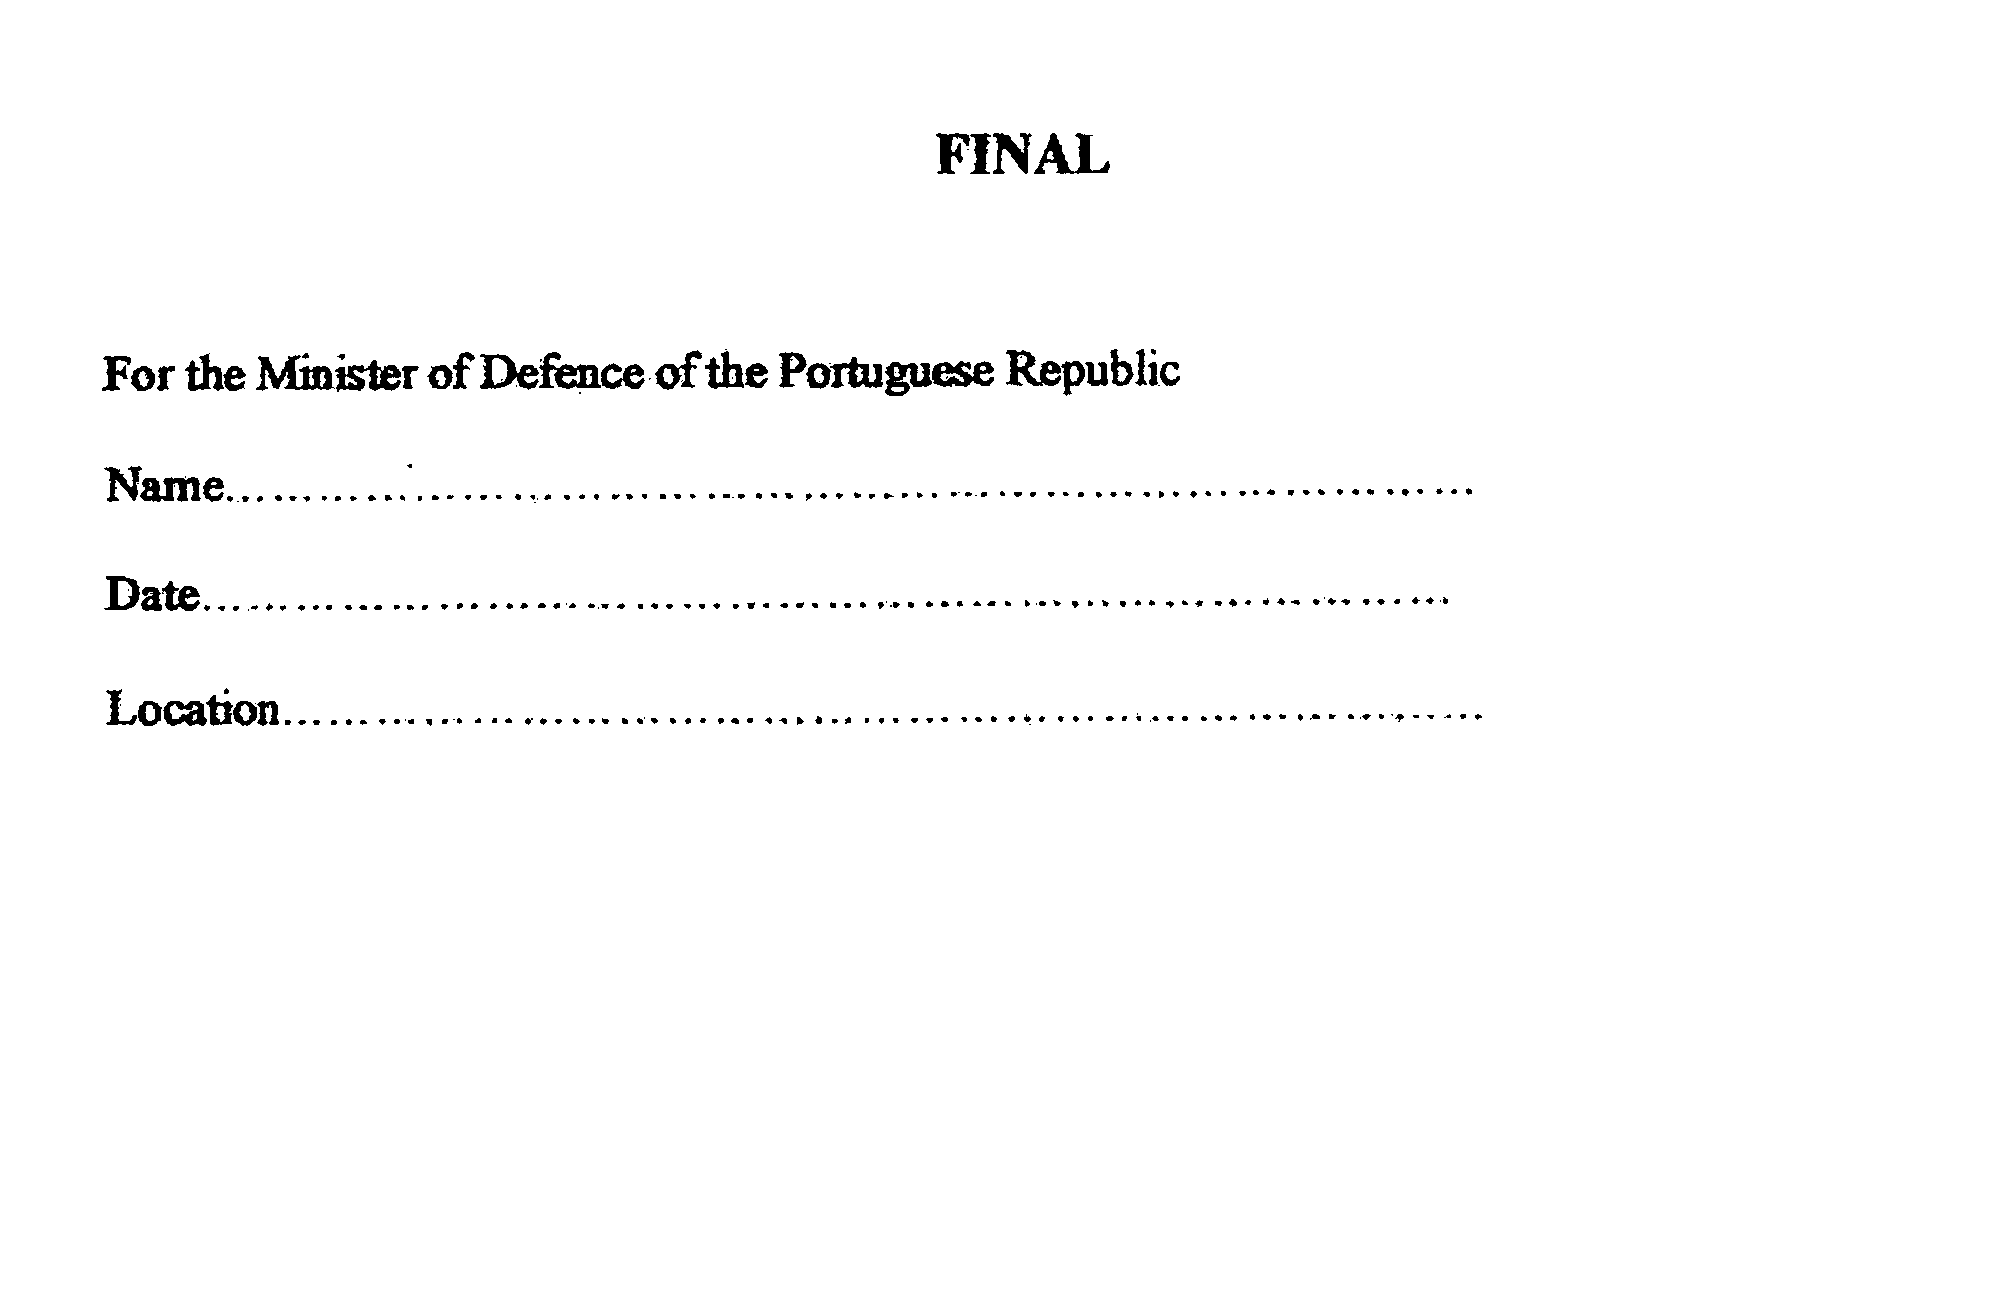 FINAL
For the Minister of Defence of the Portuguese Republic
Name................................................................................
Date................................................................................
Location................................................................................